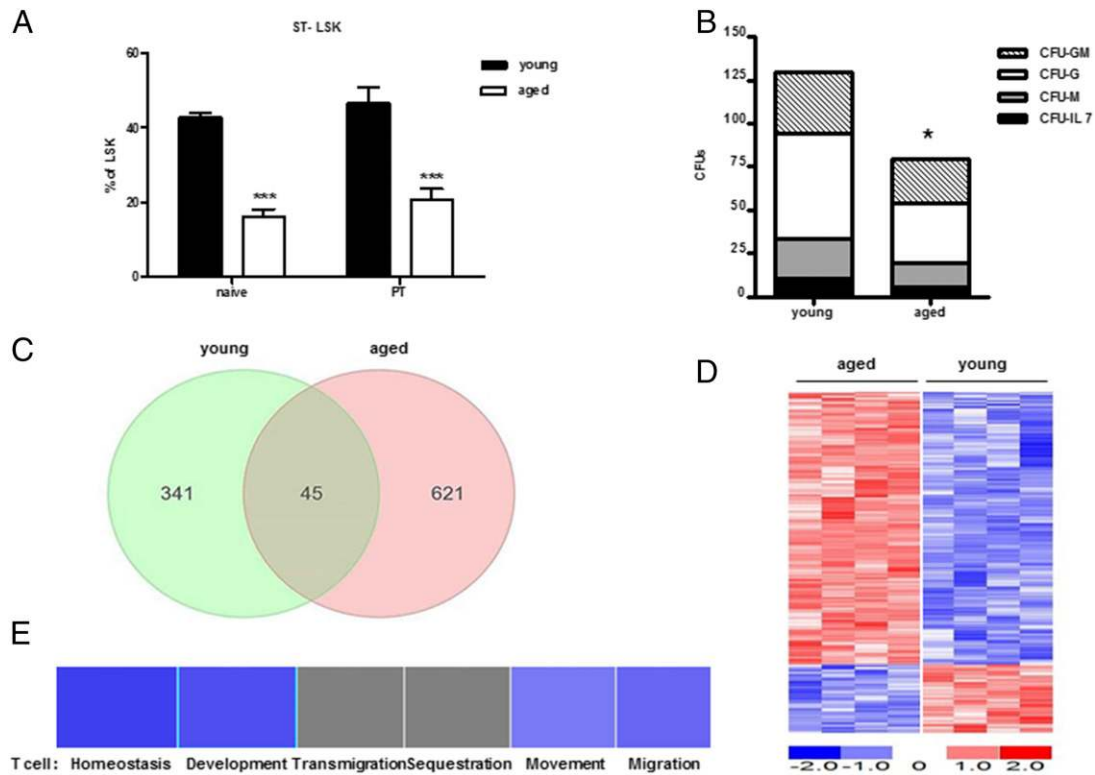 A
ST- LSK
60
40
20
0
% of LSK
young
aged
***
***
naive
PT
B
150
125
100
75
50
25
0
CFUs
*
CFU-GM
CFU-G
CFU-M
CFU-IL 7
young
aged
C
young
aged
341
45
621
D
aged
young
-2.0 -1.0 0 1.0 2.0
E
T cell: Homeostasis Development Transmigration Sequestration Movement Migration